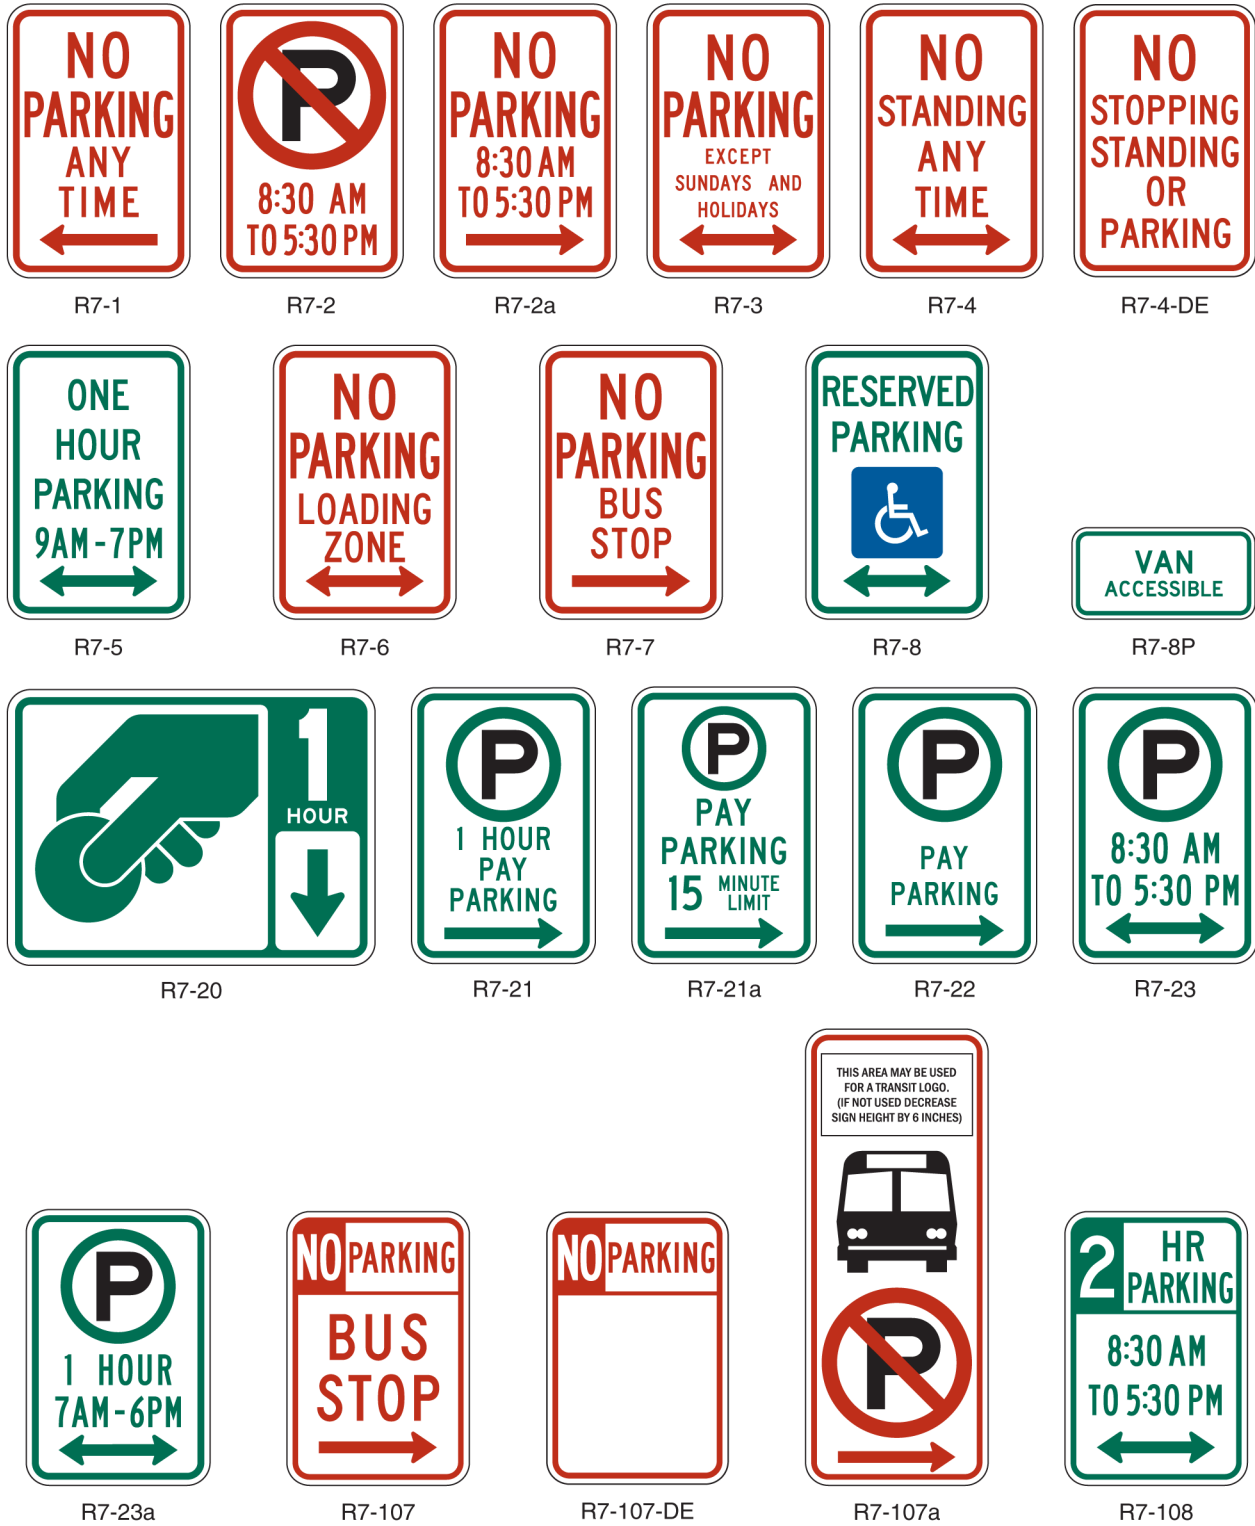 NO
PARKING
ANY
TIME
R7-1
P
8:30 AM
TO 5:30 PM
R7-2
NO
PARKING
8:30 AM
TO 5:30 PM
R7-2a
NO
PARKING
EXCEPT
SUNDAYS AND
HOLIDAYS
R7-3
NO
STANDING
ANY
TIME
R7-4
NO
STOPPING
STANDING
OR
PARKING
R7-4-DE
ONE
HOUR
PARKING
9AM-7PM
R7-5
NO
PARKING
LOADING
ZONE
R7-6
NO
PARKING
BUS
STOP
R7-7
RESERVED
PARKING
R7-8
VAN
ACCESSIBLE
R7-8P
1
HOUR
R7-20
P
1 HOUR
PAY
PARKING
R7-21
P
PAY
PARKING
15 MINUTE
LIMIT
R7-21a
P
PAY
PARKING
R7-22
P
8:30 AM
TO 5:30 PM
R7-23
P
1 HOUR
7AM-6PM
R7-23a
NO PARKING
BUS
STOP
R7-107
NO PARKING
R7-107-DE
THIS AREA MAY BE USED
FOR A TRANSIT LOGO.
(IF NOT USED DECREASE
SIGN HEIGHT BY 6 INCHES)
P
R7-107a
2 HR
PARKING
8:30 AM
TO 5:30 PM
R7-108